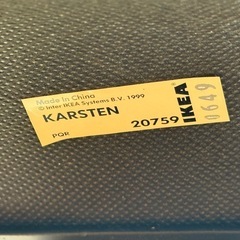 Made in China
© Inter IKEA Systems B.V. 1999
KARSTEN
20759
PQR
IKEA
0649